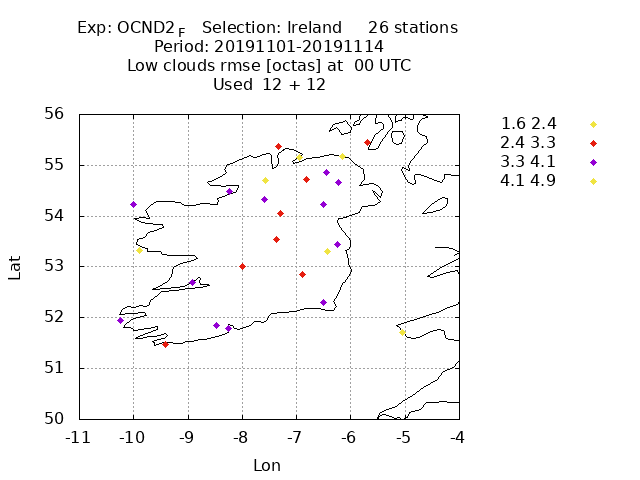 Exp: OCND2F Selection: Ireland 26 stations
Period: 20191101-20191114
Low clouds rmse [octas] at 00 UTC
Used 12 + 12
1.6 2.4
2.4 3.3
3.3 4.1
4.1 4.9
56
55
54
53
52
51
50
Lat
-11 -10 -9 -8 -7 -6 -5 -4
Lon